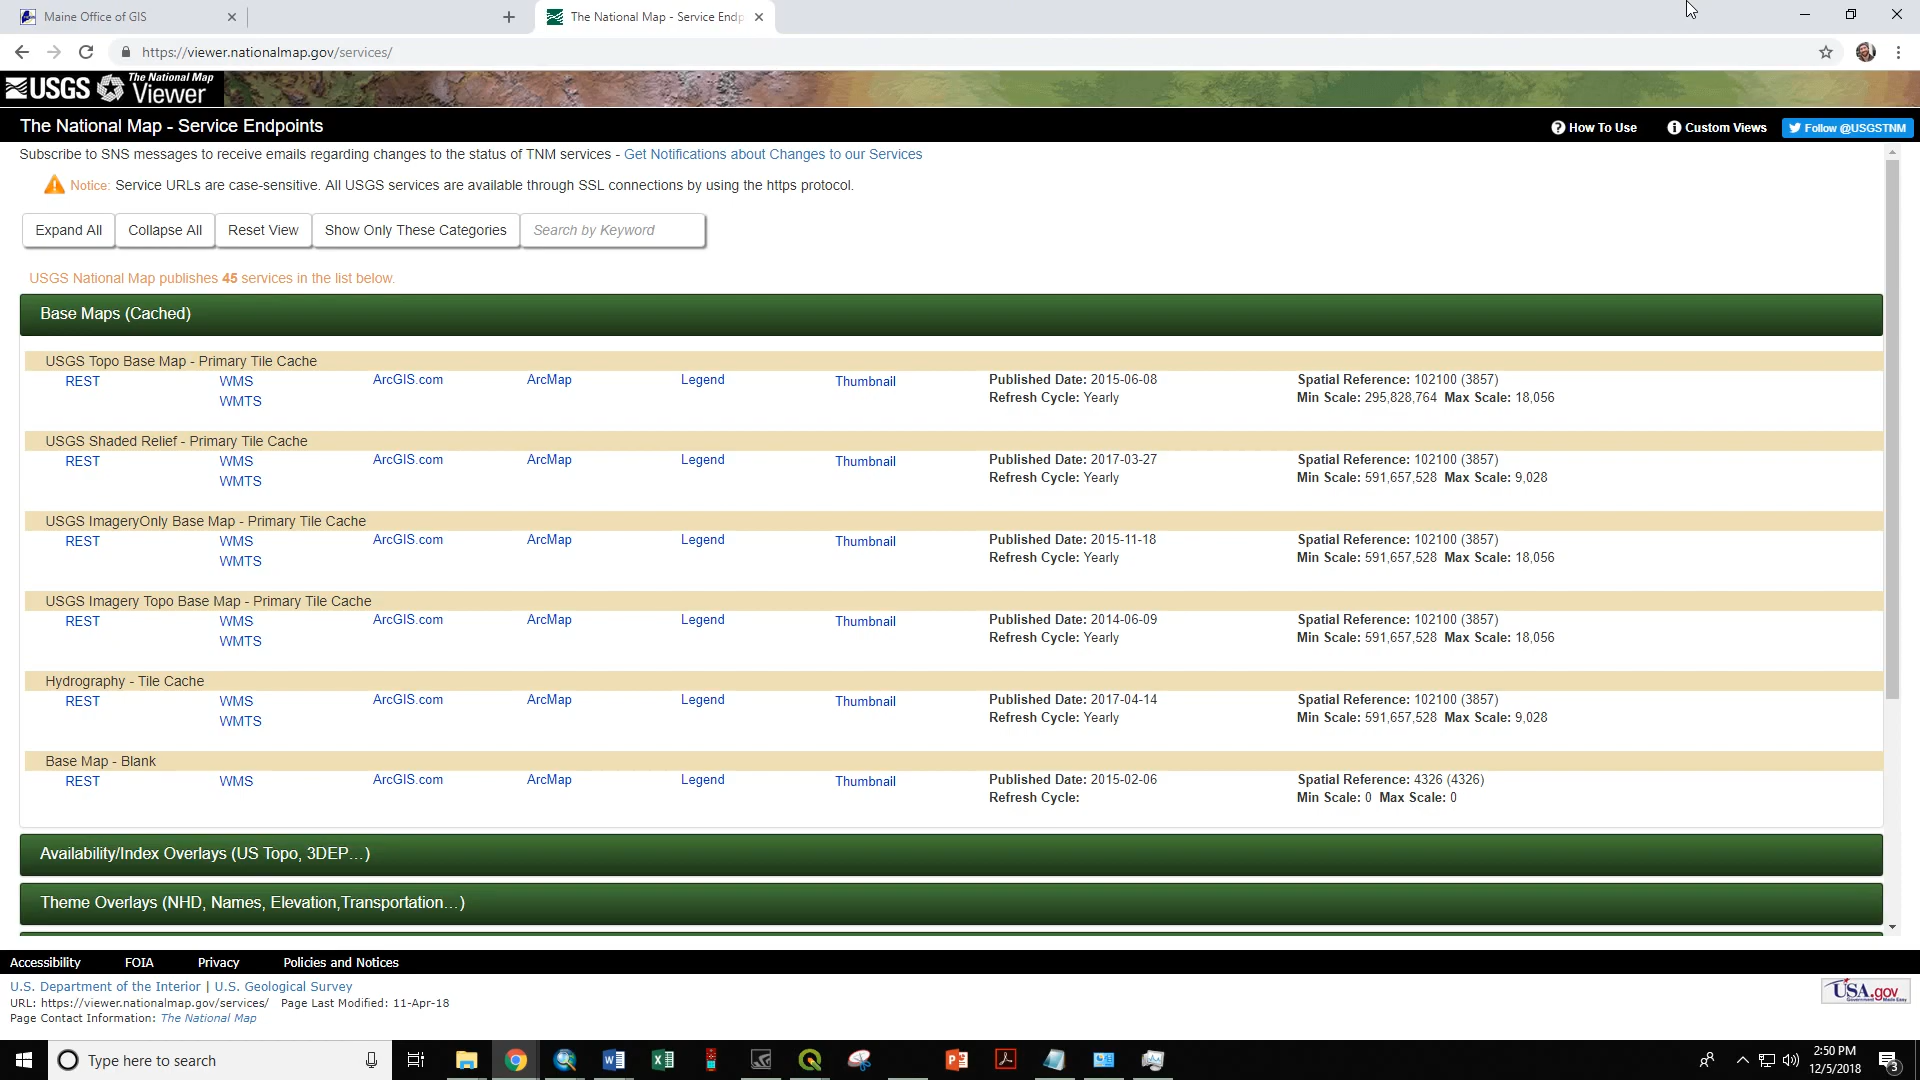 Maine Office of GIS
The National Map - Service Endp
https://viewer.nationalmap.gov/services/
USGS The National Map Viewer
The National Map - Service Endpoints
How To Use
Custom Views
Follow @USGSTNM
Subscribe to SNS messages to receive emails regarding changes to the status of TNM services - Get Notifications about Changes to our Services
Notice: Service URLs are case-sensitive. All USGS services are available through SSL connections by using the https protocol.
Expand All Collapse All Reset View Show Only These Categories Search by Keyword
USGS National Map publishes 45 services in the list below.
Base Maps (Cached)
USGS Topo Base Map - Primary Tile Cache
REST WMS ArcGIS.com ArcMap Legend Thumbnail Published Date: 2015-06-08 Spatial Reference: 102100 (3857)
WMTS Refresh Cycle: Yearly Min Scale: 295,828,764 Max Scale: 18,056
USGS Shaded Relief - Primary Tile Cache
REST WMS ArcGIS.com ArcMap Legend Thumbnail Published Date: 2017-03-27 Spatial Reference: 102100 (3857)
WMTS Refresh Cycle: Yearly Min Scale: 591,657,528 Max Scale: 9,028
USGS ImageryOnly Base Map - Primary Tile Cache
REST WMS ArcGIS.com ArcMap Legend Thumbnail Published Date: 2015-11-18 Spatial Reference: 102100 (3857)
WMTS Refresh Cycle: Yearly Min Scale: 591,657,528 Max Scale: 18,056
USGS Imagery Topo Base Map - Primary Tile Cache
REST WMS ArcGIS.com ArcMap Legend Thumbnail Published Date: 2014-06-09 Spatial Reference: 102100 (3857)
WMTS Refresh Cycle: Yearly Min Scale: 591,657,528 Max Scale: 18,056
Hydrography - Tile Cache
REST WMS ArcGIS.com ArcMap Legend Thumbnail Published Date: 2017-04-14 Spatial Reference: 102100 (3857)
WMTS Refresh Cycle: Yearly Min Scale: 591,657,528 Max Scale: 9,028
Base Map - Blank
REST WMS ArcGIS.com ArcMap Legend Thumbnail Published Date: 2015-02-06 Spatial Reference: 4326 (4326)
Refresh Cycle: Min Scale: 0 Max Scale: 0
Availability/Index Overlays (US Topo, 3DEP...)
Theme Overlays (NHD, Names, Elevation,Transportation...)
Accessibility FOIA Privacy Policies and Notices
U.S. Department of the Interior | U.S. Geological Survey
URL: https://viewer.nationalmap.gov/services/ Page Last Modified: 11-Apr-18
Page Contact Information: The National Map
USA.gov
Type here to search
2:50 PM
12/5/2018
3